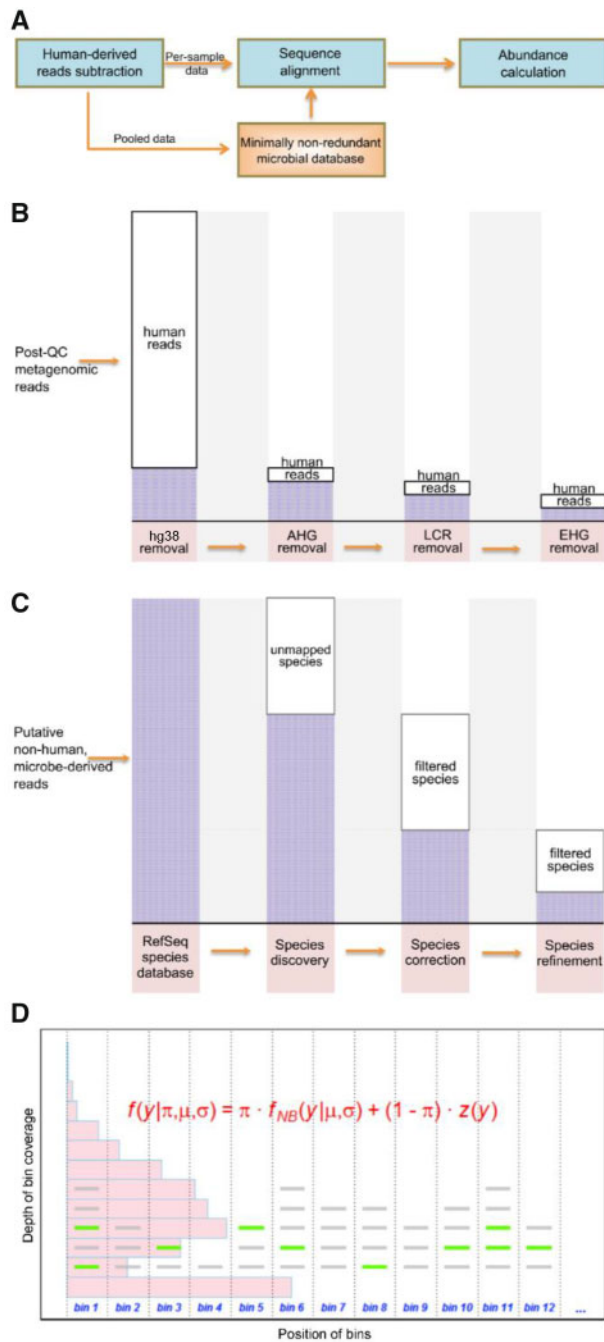 A
Human-derived
reads subtraction
Per-sample
data
Sequence
alignment
Abundance
calculation
Pooled data
Minimally non-redundant
microbial database
B
human
reads
Post-QC
metagenomic
reads
human
reads
human
reads
human
reads
hg38
removal
AHG
removal
LCR
removal
EHG
removal
C
unmapped
species
Putative
non-human,
microbe-derived
reads
filtered
species
filtered
species
RefSeq
species
database
Species
discovery
Species
correction
Species
refinement
D
f(y|π,μ,σ) = π · f_NB(y|μ,σ) + (1 - π) · z(y)
Depth of bin coverage
bin 1 bin 2 bin 3 bin 4 bin 5 bin 6 bin 7 bin 8 bin 9 bin 10 bin 11 bin 12 ...
Position of bins